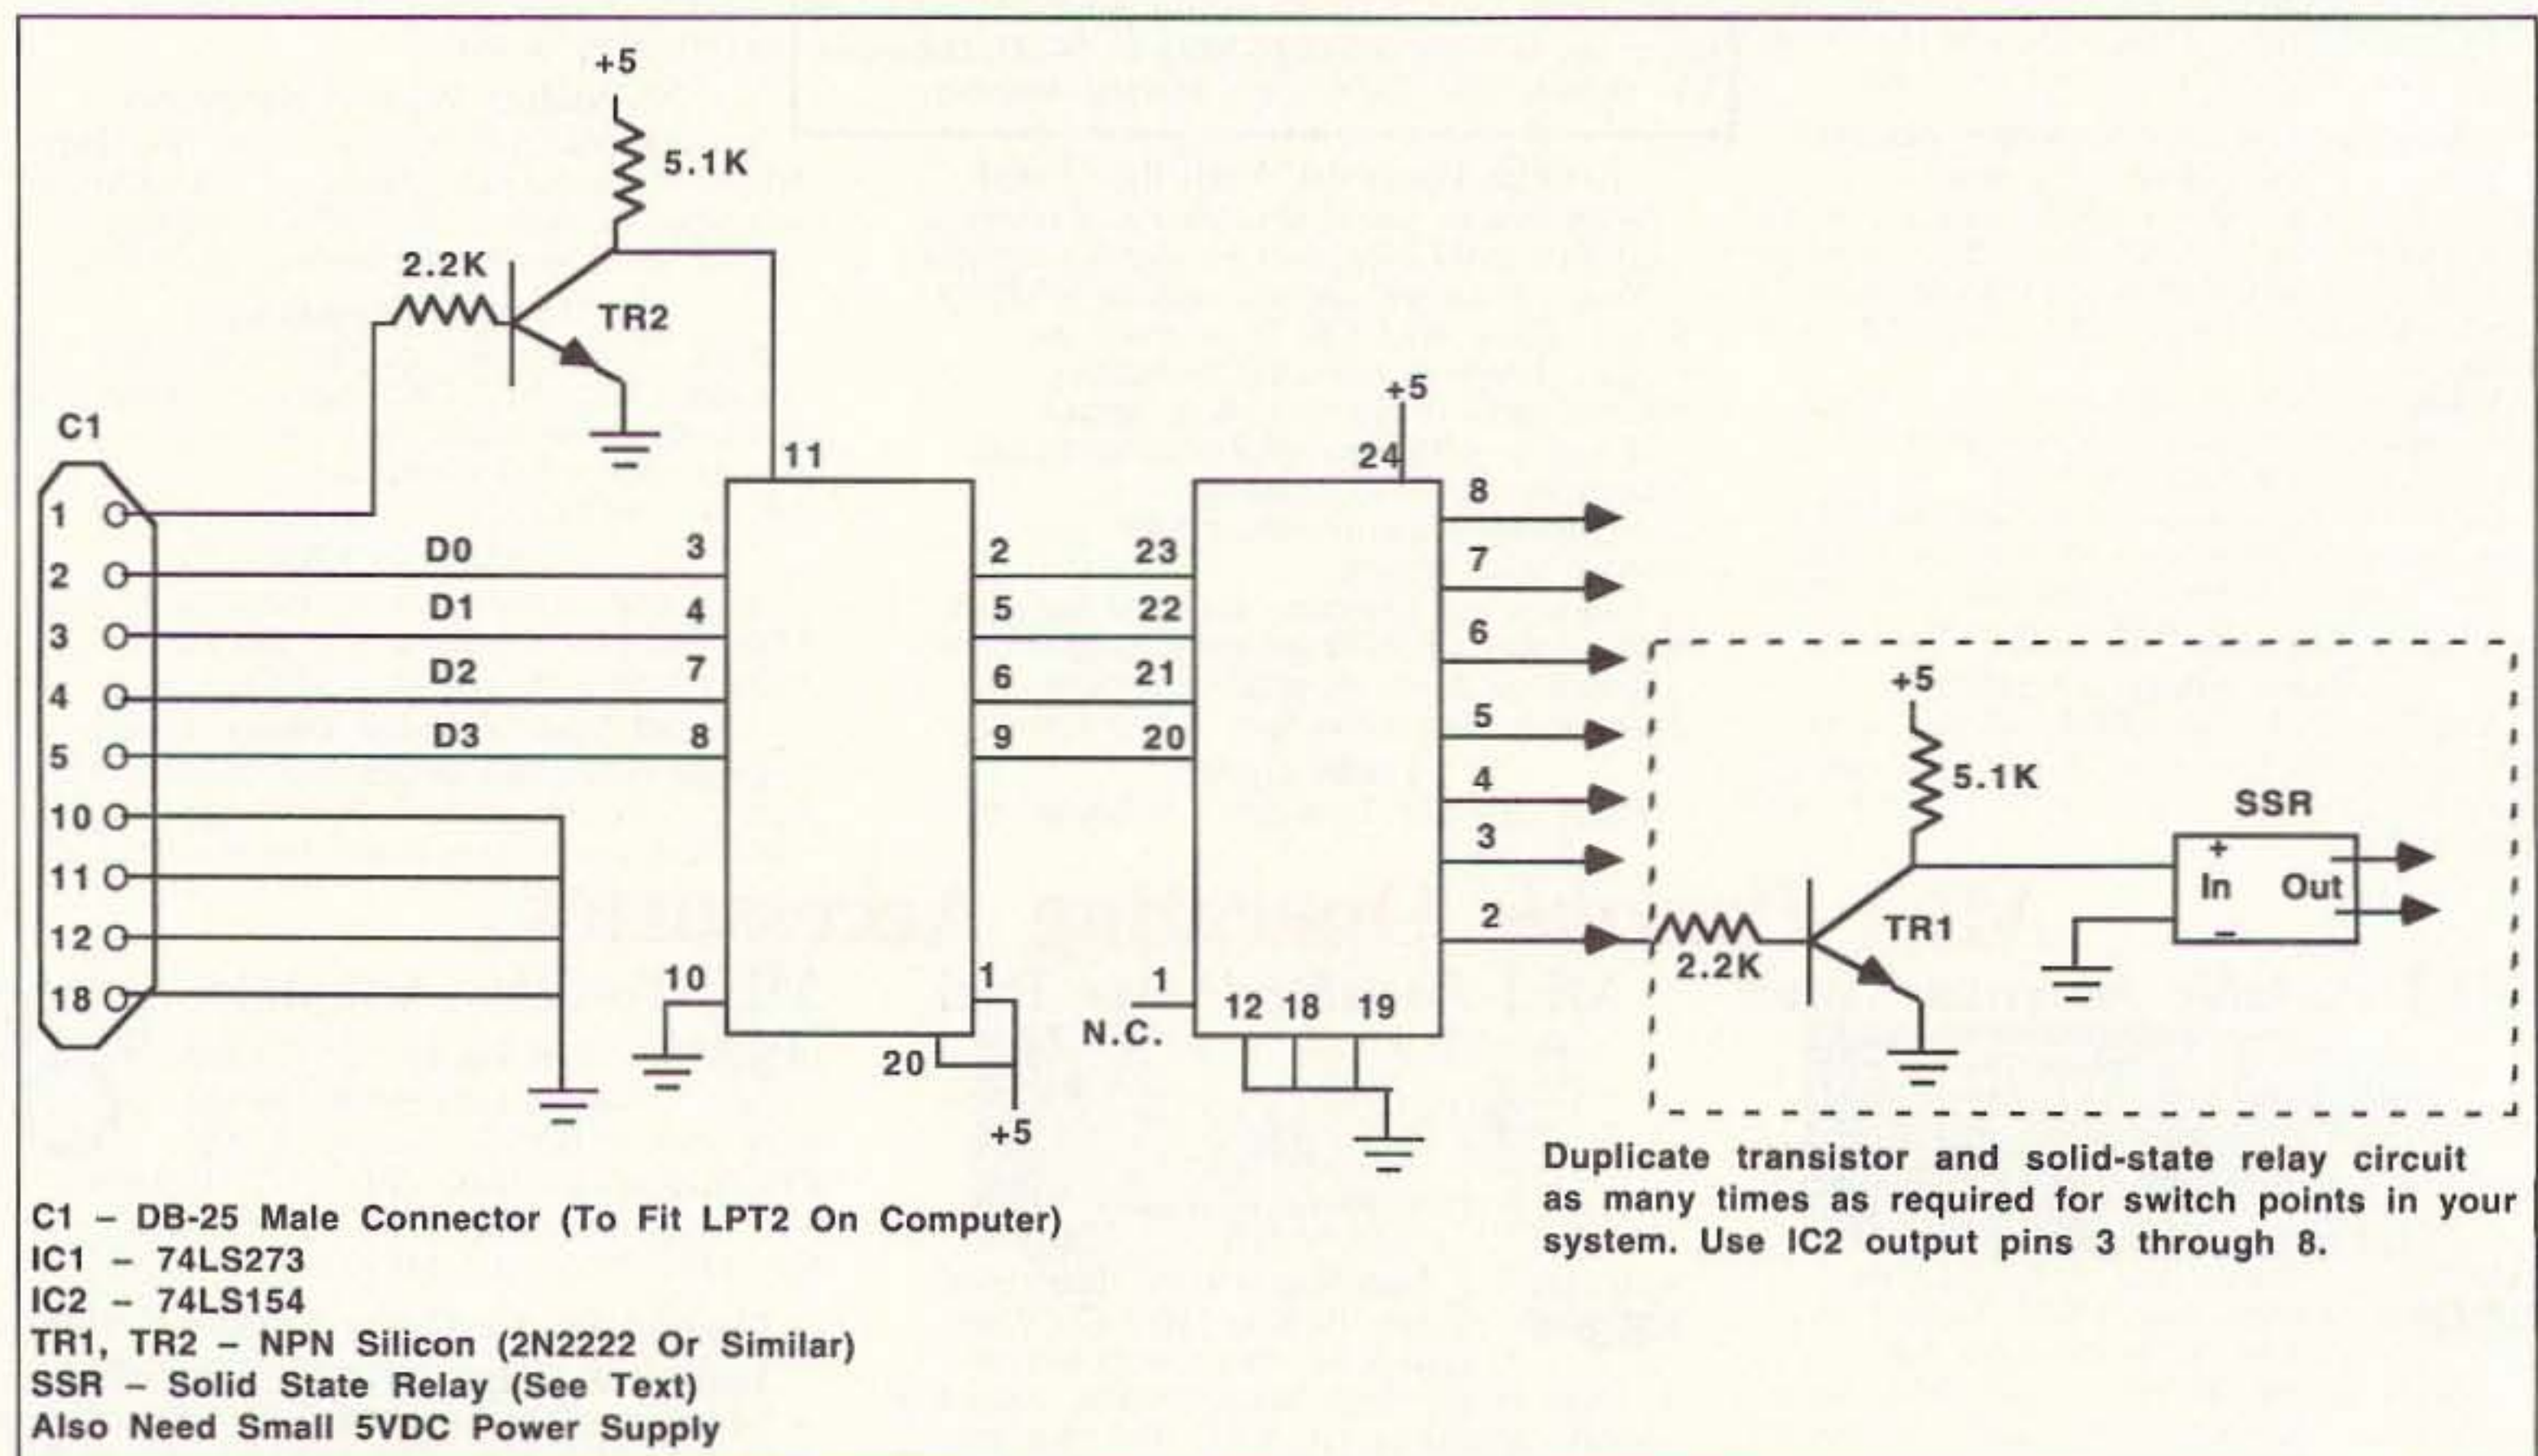 +5
5.1K
2.2K
TR2
C1
11
+5
24
1
D0
3
2
23
8
2
D1
4
5
22
7
3
D2
7
6
21
6
4
D3
8
9
20
5
5
4
10
3
11
2
12
18
10
1
1
12 18 19
N.C.
20
+5
+5
5.1K
SSR
+
In Out
–
TR1
2.2K
Duplicate transistor and solid-state relay circuit
as many times as required for switch points in your
system. Use IC2 output pins 3 through 8.
C1 – DB-25 Male Connector (To Fit LPT2 On Computer)
IC1 – 74LS273
IC2 – 74LS154
TR1, TR2 – NPN Silicon (2N2222 Or Similar)
SSR – Solid State Relay (See Text)
Also Need Small 5VDC Power Supply